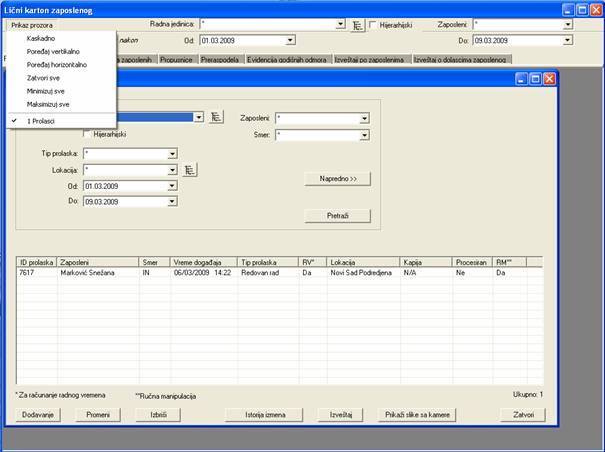 Lični karton zaposlenog
Prikaz prozora
Radna jedinica: *
Hijerarhijski
Zaposleni: *
nakon
Od: 01.03.2009
Do: 09.03.2009
Kaskadno
Poređaj vertikalno
Poređaj horizontalno
Zatvori sve
Minimizuj sve
Maksimizuj sve
1 Prolasci
zaposlenih Propusnice Preraspodela Evidencija godišnjih odmora Izveštaji po zaposlenima Izveštaji o dolascima zaposlenog
Zaposleni: *
Hijerarhijski
Smer: *
Tip prolaska: *
Lokacija: *
Napredno >>
Od: 01.03.2009
Do: 09.03.2009
Pretraži
ID prolaska Zaposleni Smer Vreme događaja Tip prolaska RV* Lokacija Kapija Procesiran RM**
7617 Marković Snežana IN 06/03/2009 14:22 Redovan rad Da Novi Sad Podredjena N/A Ne Da
* Za računanje radnog vremena **Ručna manipulacija Ukupno: 1
Dodavanje Promeni Izbriši Istorija izmena Izveštaj Prikaži slike sa kamere Zatvori